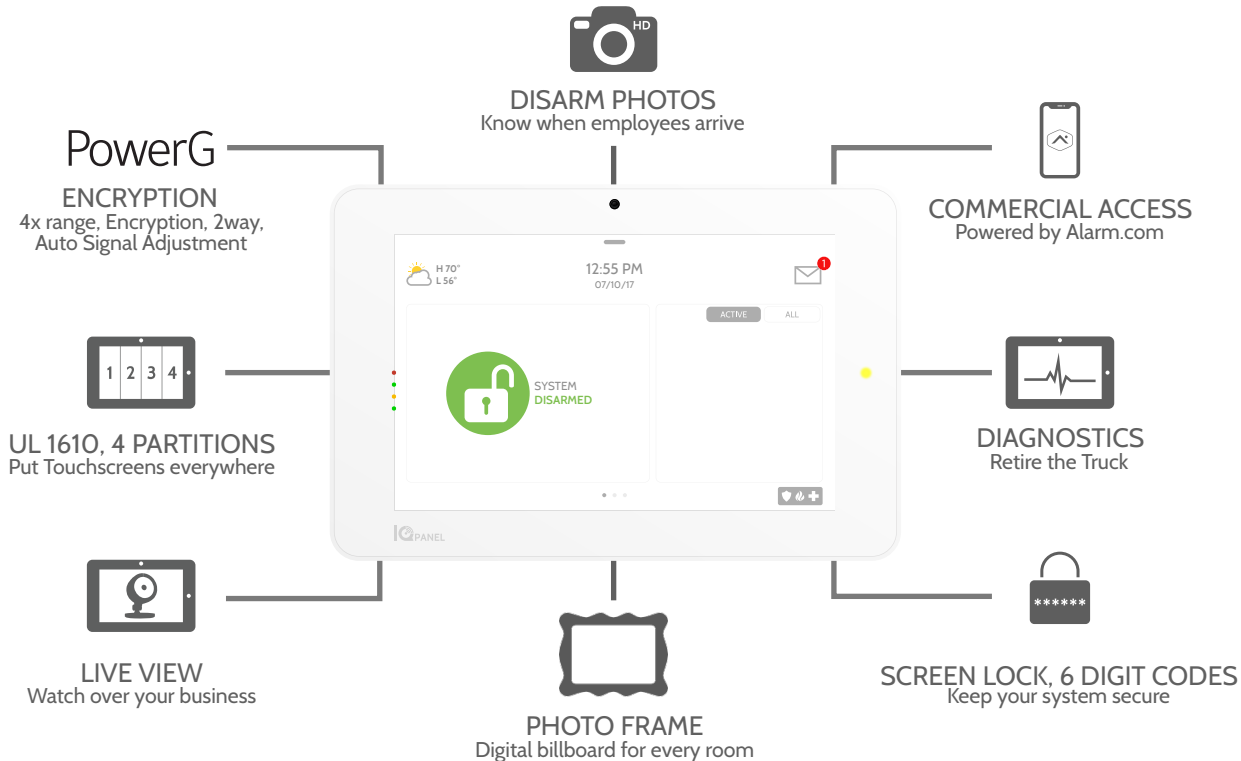 HD
DISARM PHOTOS
Know when employees arrive
PowerG
ENCRYPTION
4x range, Encryption, 2way,
Auto Signal Adjustment
COMMERCIAL ACCESS
Powered by Alarm.com
H 70°
L 56°
12:55 PM
07/10/17
1
ACTIVE
ALL
SYSTEM
DISARMED
IQ PANEL
1 2 3 4
UL 1610, 4 PARTITIONS
Put Touchscreens everywhere
DIAGNOSTICS
Retire the Truck
LIVE VIEW
Watch over your business
PHOTO FRAME
Digital billboard for every room
******
SCREEN LOCK, 6 DIGIT CODES
Keep your system secure